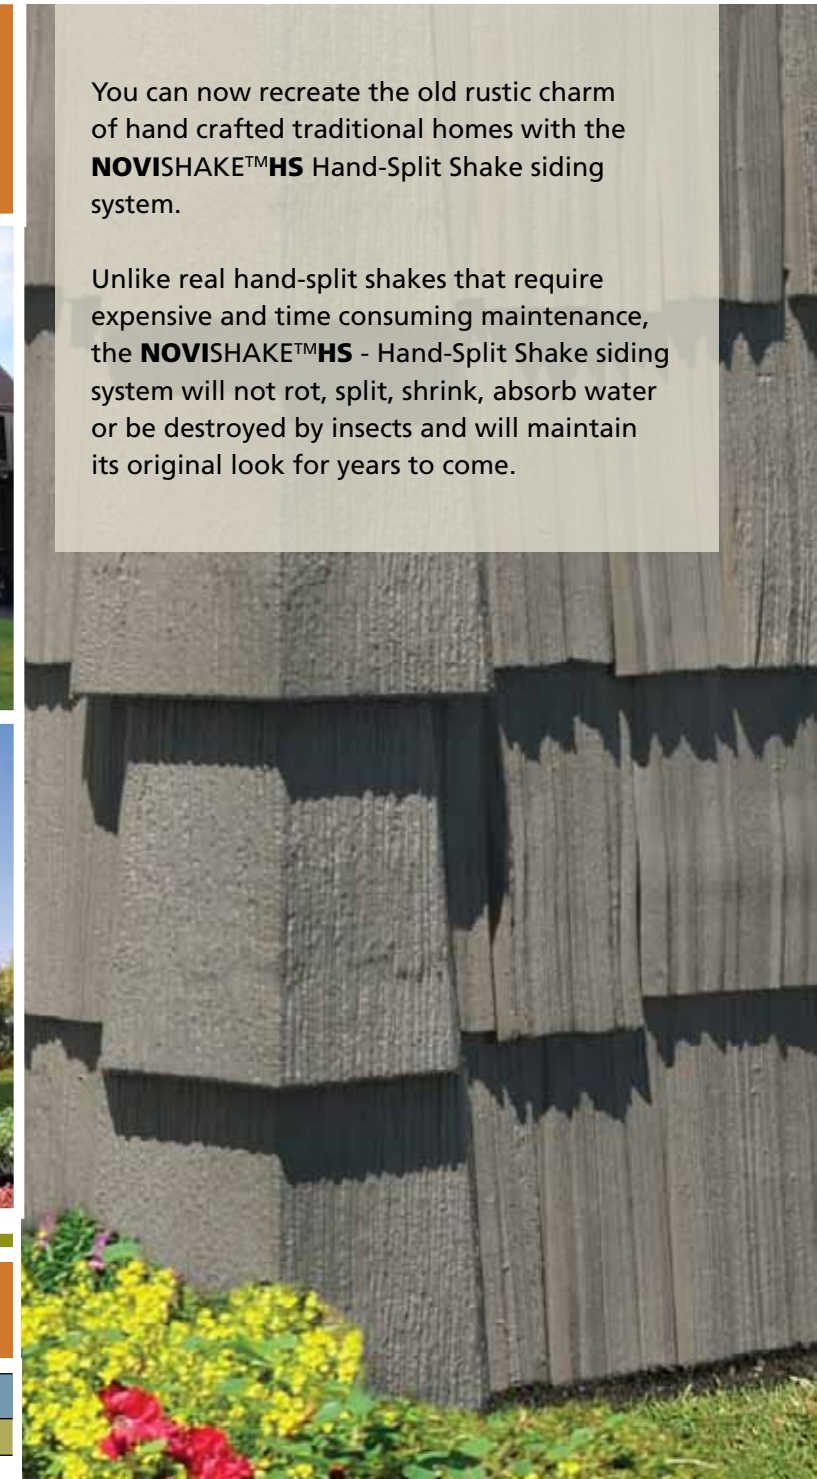 You can now recreate the old rustic charm
of hand crafted traditional homes with the
NOVISHAKE™HS Hand-Split Shake siding
system.
Unlike real hand-split shakes that require
expensive and time consuming maintenance,
the NOVISHAKE™HS - Hand-Split Shake siding
system will not rot, split, shrink, absorb water
or be destroyed by insects and will maintain
its original look for years to come.